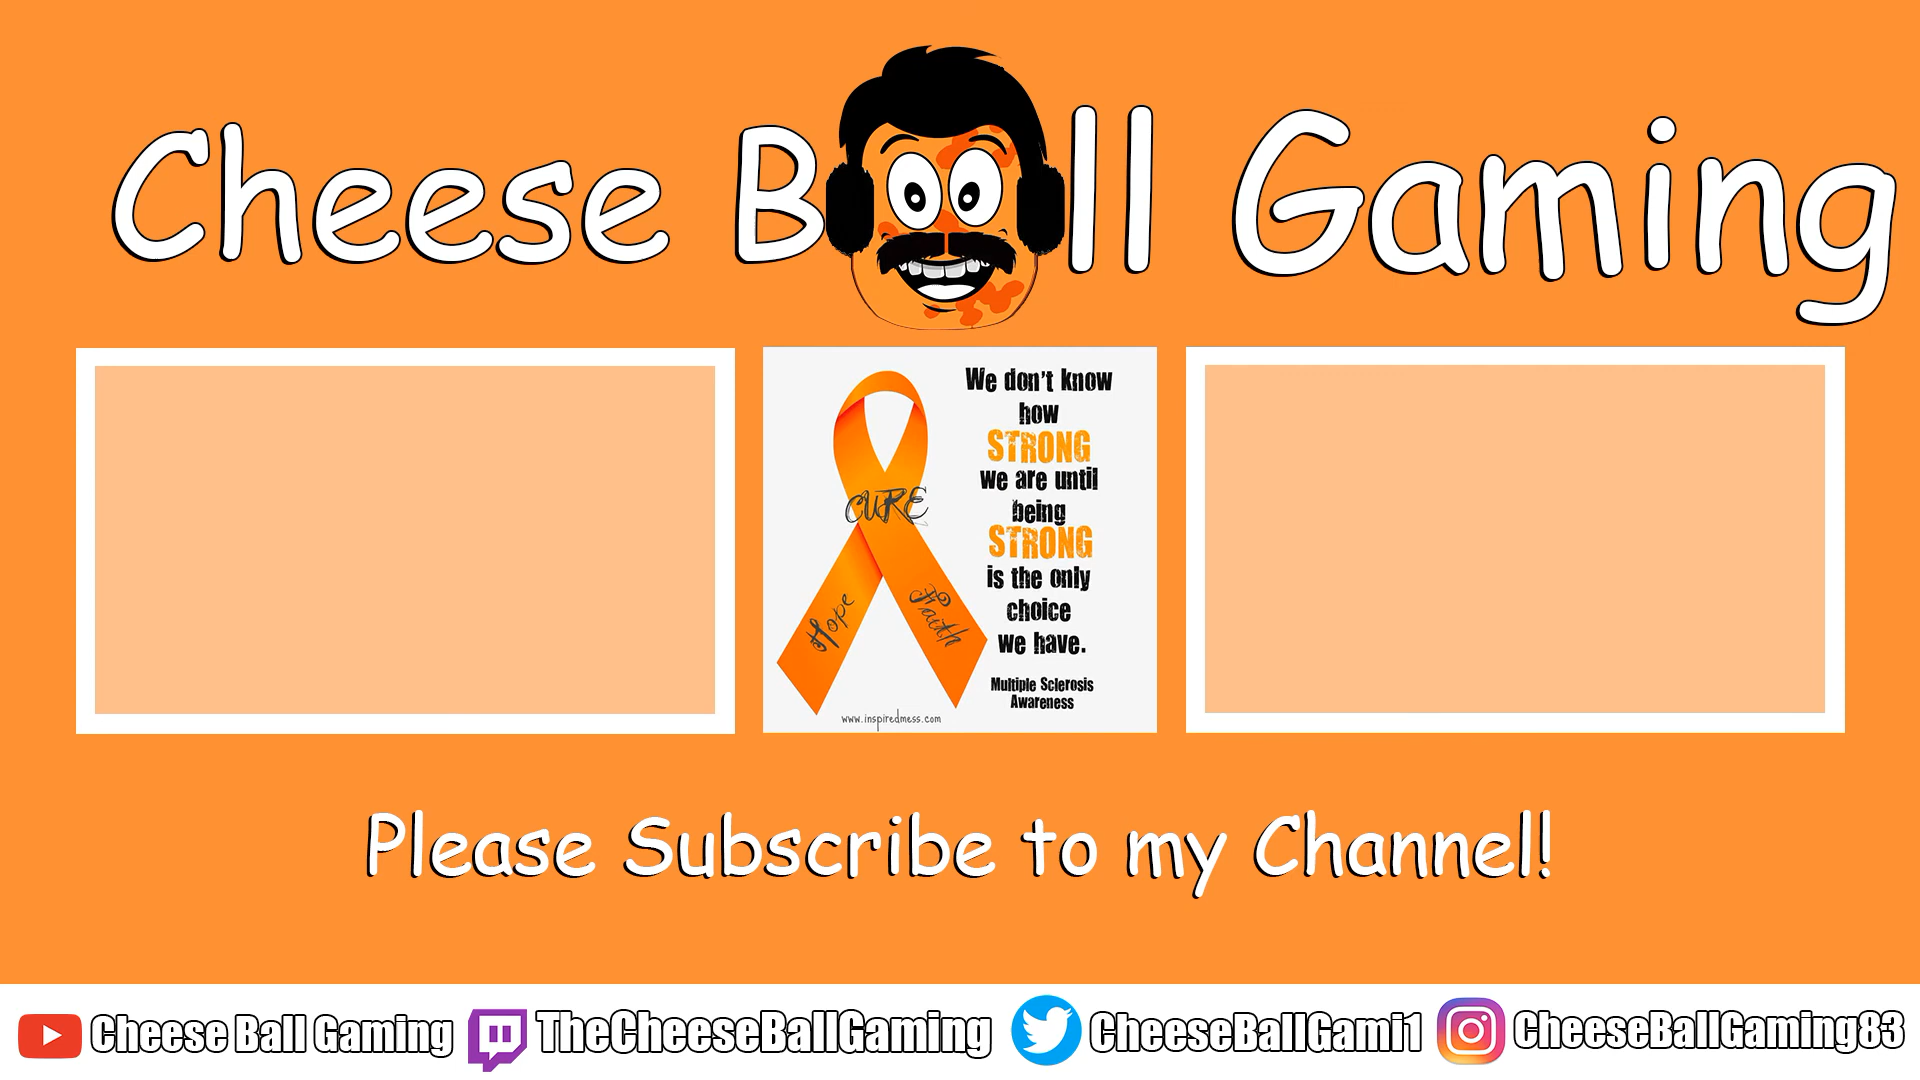 Cheese Ball Gaming
We don't know
how
STRONG
we are until
being
STRONG
is the only
choice
we have.
CURE
Hope
Faith
Multiple Sclerosis
Awareness
www.inspiredmess.com
Please Subscribe to my Channel!
Cheese Ball Gaming TheCheeseBallGaming CheeseBallGami1 CheeseBallGaming83